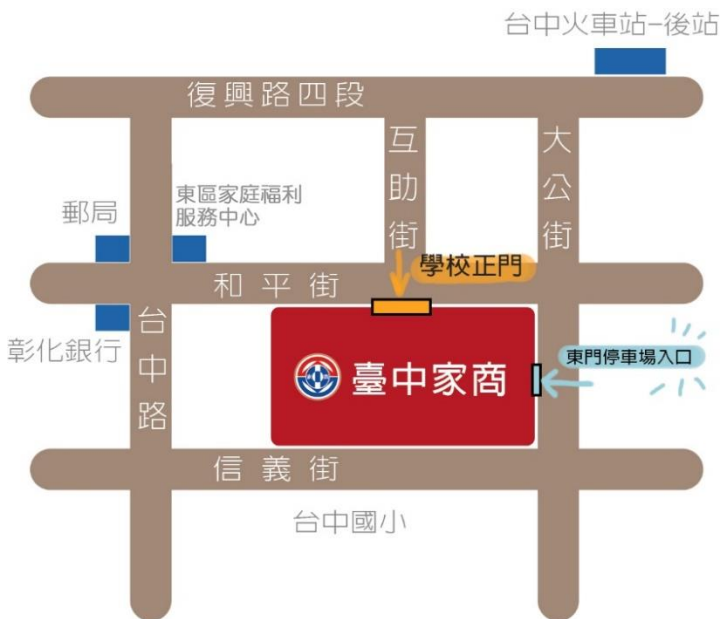 台中火車站-後站
復興路四段
互助街
大公街
東區家庭福利
服務中心
郵局
學校正門
和平街
彰化銀行
台中路
臺中家商
東門停車場入口
信義街
台中國小